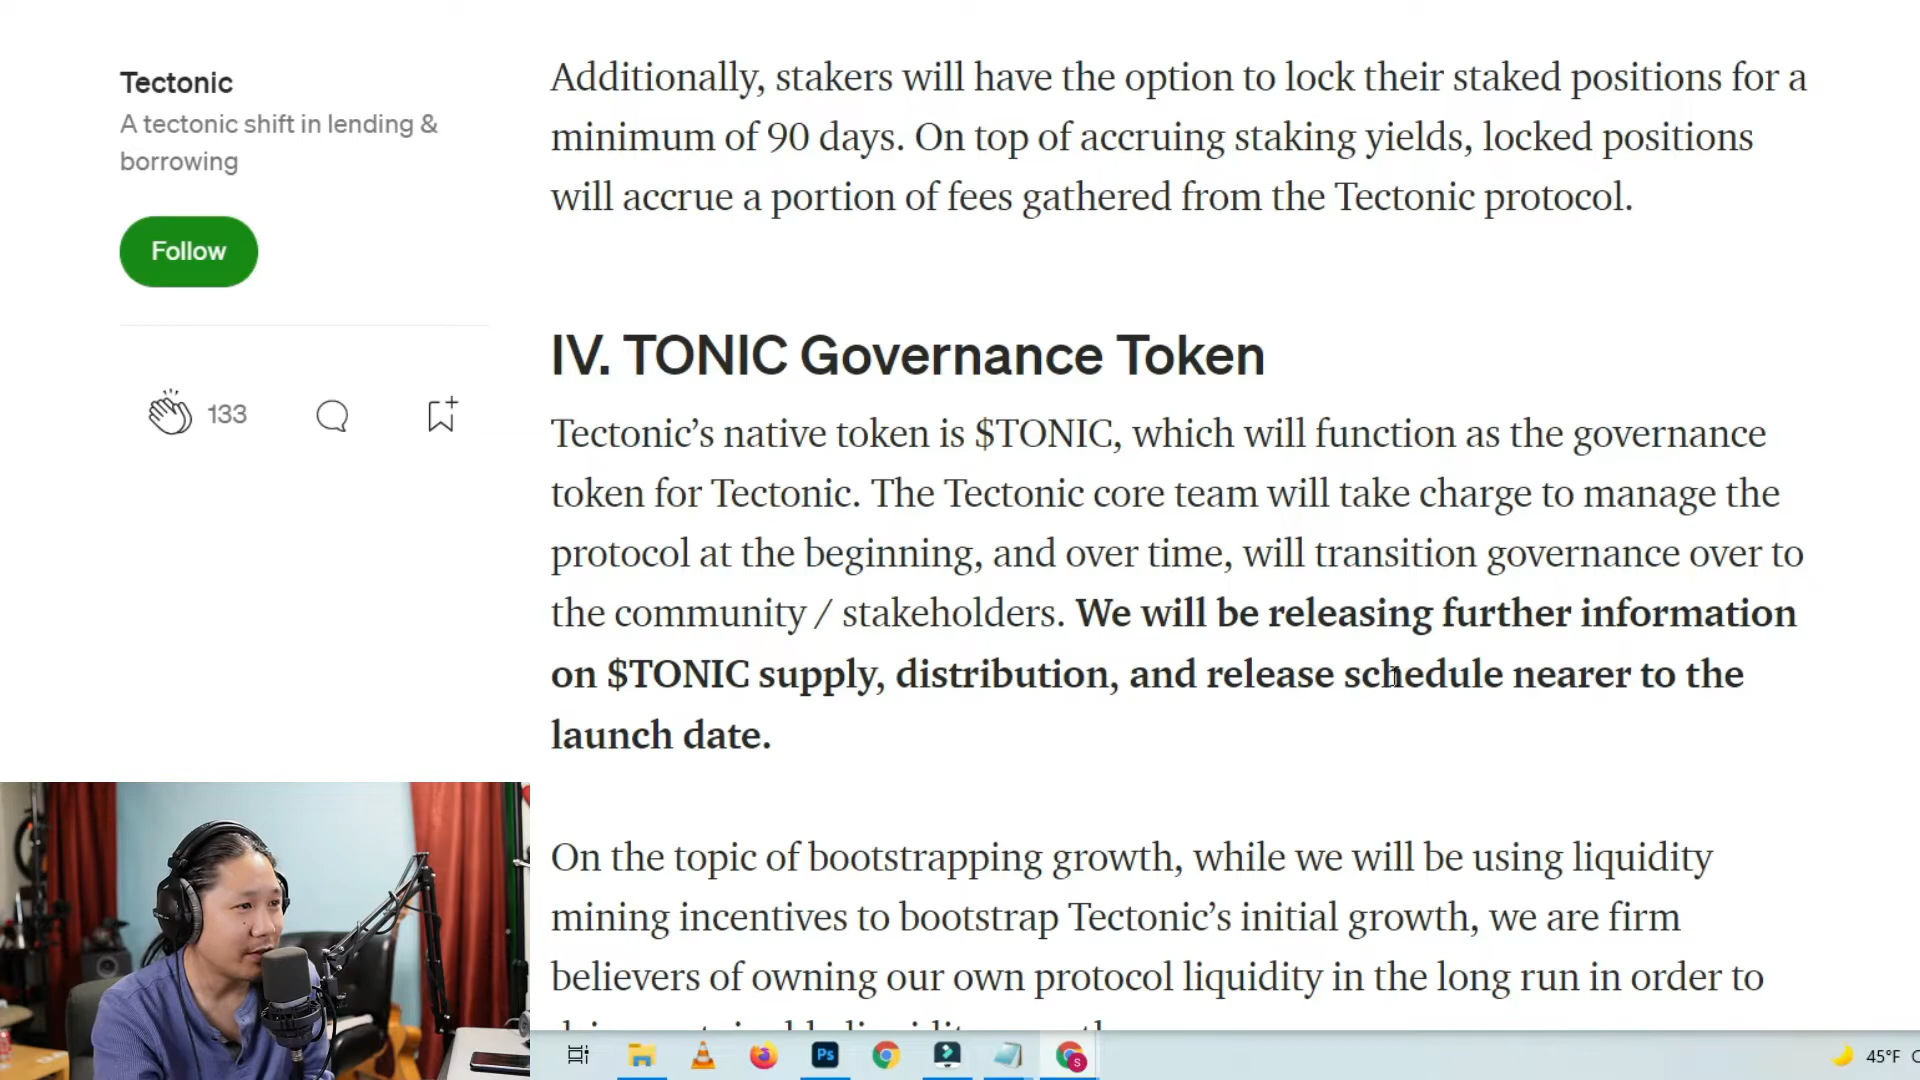 Tectonic
A tectonic shift in lending &
borrowing
Follow
133
Additionally, stakers will have the option to lock their staked positions for a
minimum of 90 days. On top of accruing staking yields, locked positions
will accrue a portion of fees gathered from the Tectonic protocol.
IV. TONIC Governance Token
Tectonic’s native token is $TONIC, which will function as the governance
token for Tectonic. The Tectonic core team will take charge to manage the
protocol at the beginning, and over time, will transition governance over to
the community / stakeholders. We will be releasing further information
on $TONIC supply, distribution, and release schedule nearer to the
launch date.
On the topic of bootstrapping growth, while we will be using liquidity
mining incentives to bootstrap Tectonic’s initial growth, we are firm
believers of owning our own protocol liquidity in the long run in order to
Ps
S
45°F